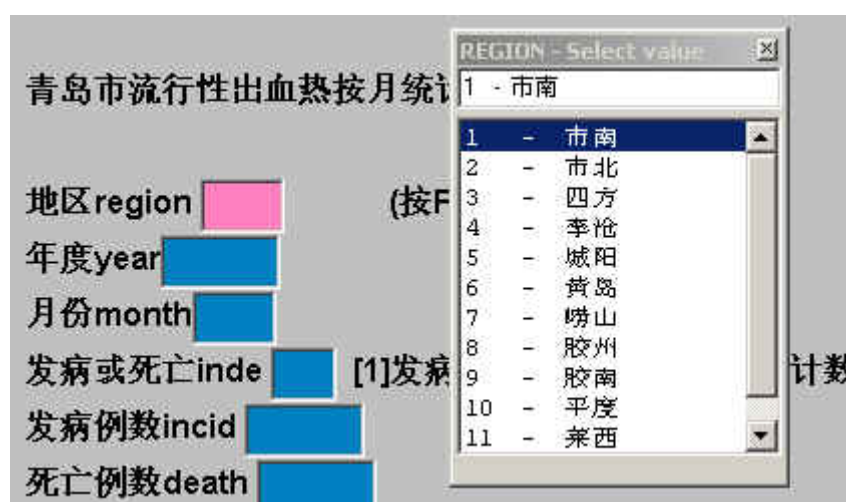 青岛市流行性出血热按月统计
REGION - Select value
1 - 市南
1 - 市南
2 - 市北
3 - 四方
4 - 李沧
5 - 城阳
6 - 黄岛
7 - 崂山
8 - 胶州
9 - 胶南
10 - 平度
11 - 莱西
地区region (按F
年度year
月份month
发病或死亡inde [1]发病 计数
发病例数incid
死亡例数death